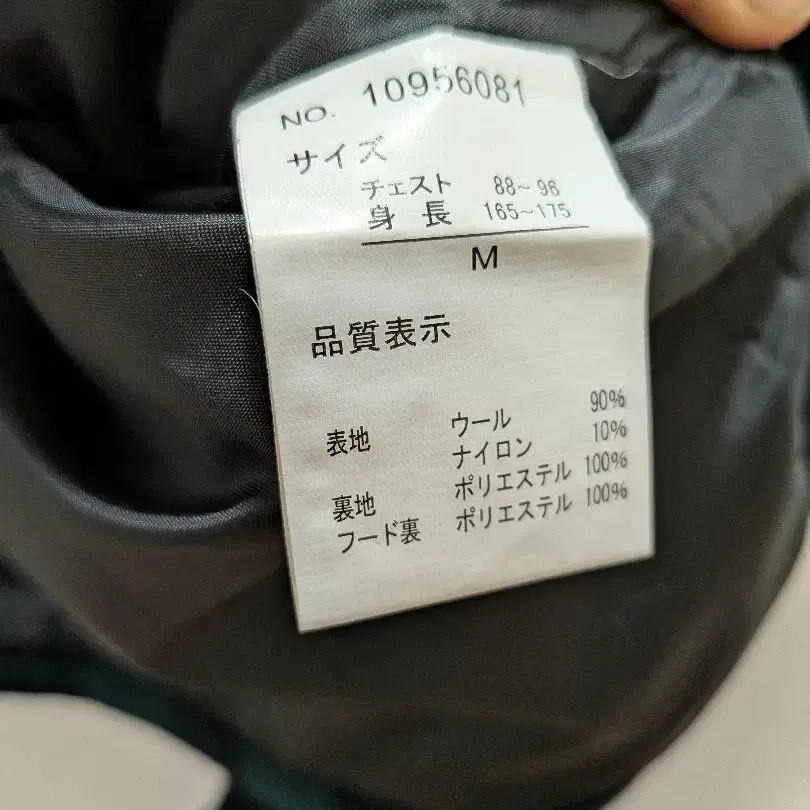 NO. 10956081
サイズ
チェスト 88~96
身長 165~175
M
品質表示
表地 ウール 90%
ナイロン 10%
裏地 ポリエステル 100%
フード裏 ポリエステル 100%